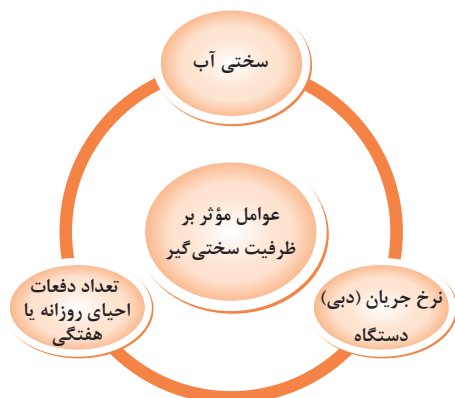 سختی آب
عوامل مؤثر بر
ظرفیت سختی‌گیر
نرخ جریان (دبی)
دستگاه
تعداد دفعات
احیای روزانه یا
هفتگی